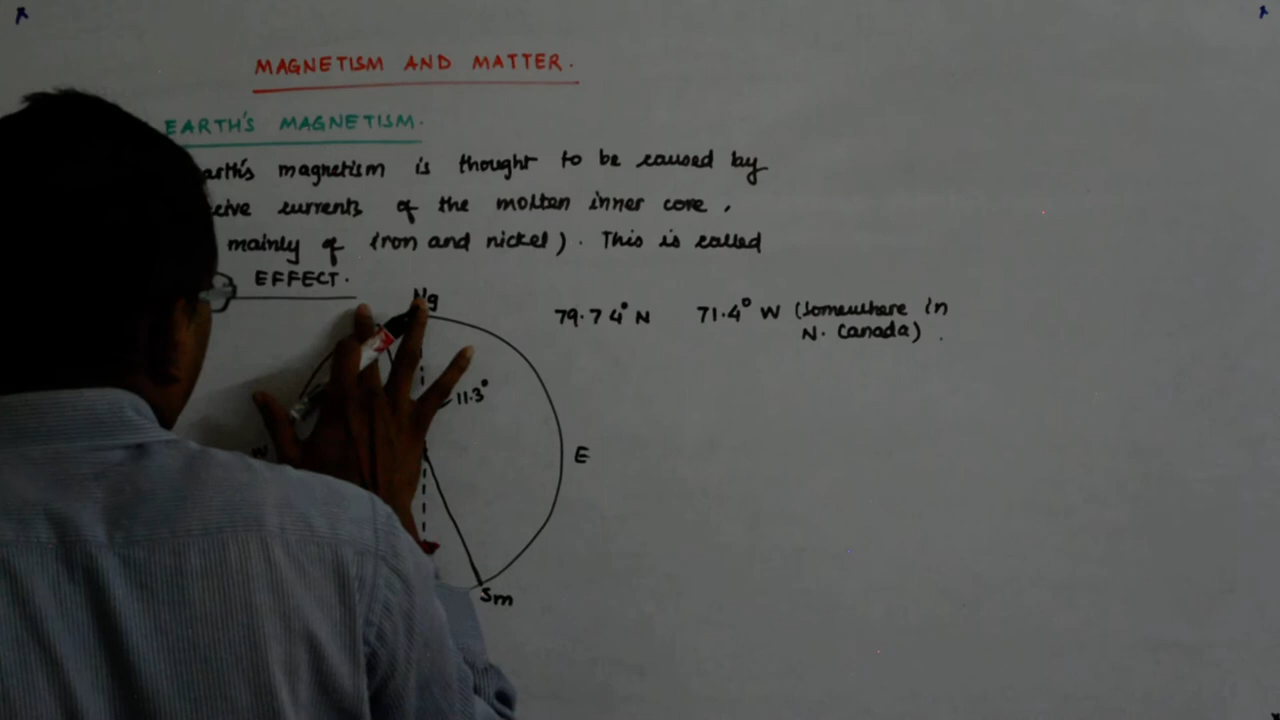 MAGNETISM AND MATTER.
EARTH'S MAGNETISM.
arth's magnetism is thought to be caused by
ctive currents of the molten inner core,
mainly of iron and nickel). This is called
EFFECT.
Ng
79.74° N 71.4° W (Somewhere in
N. Canada).
11.3°
W
E
Sm